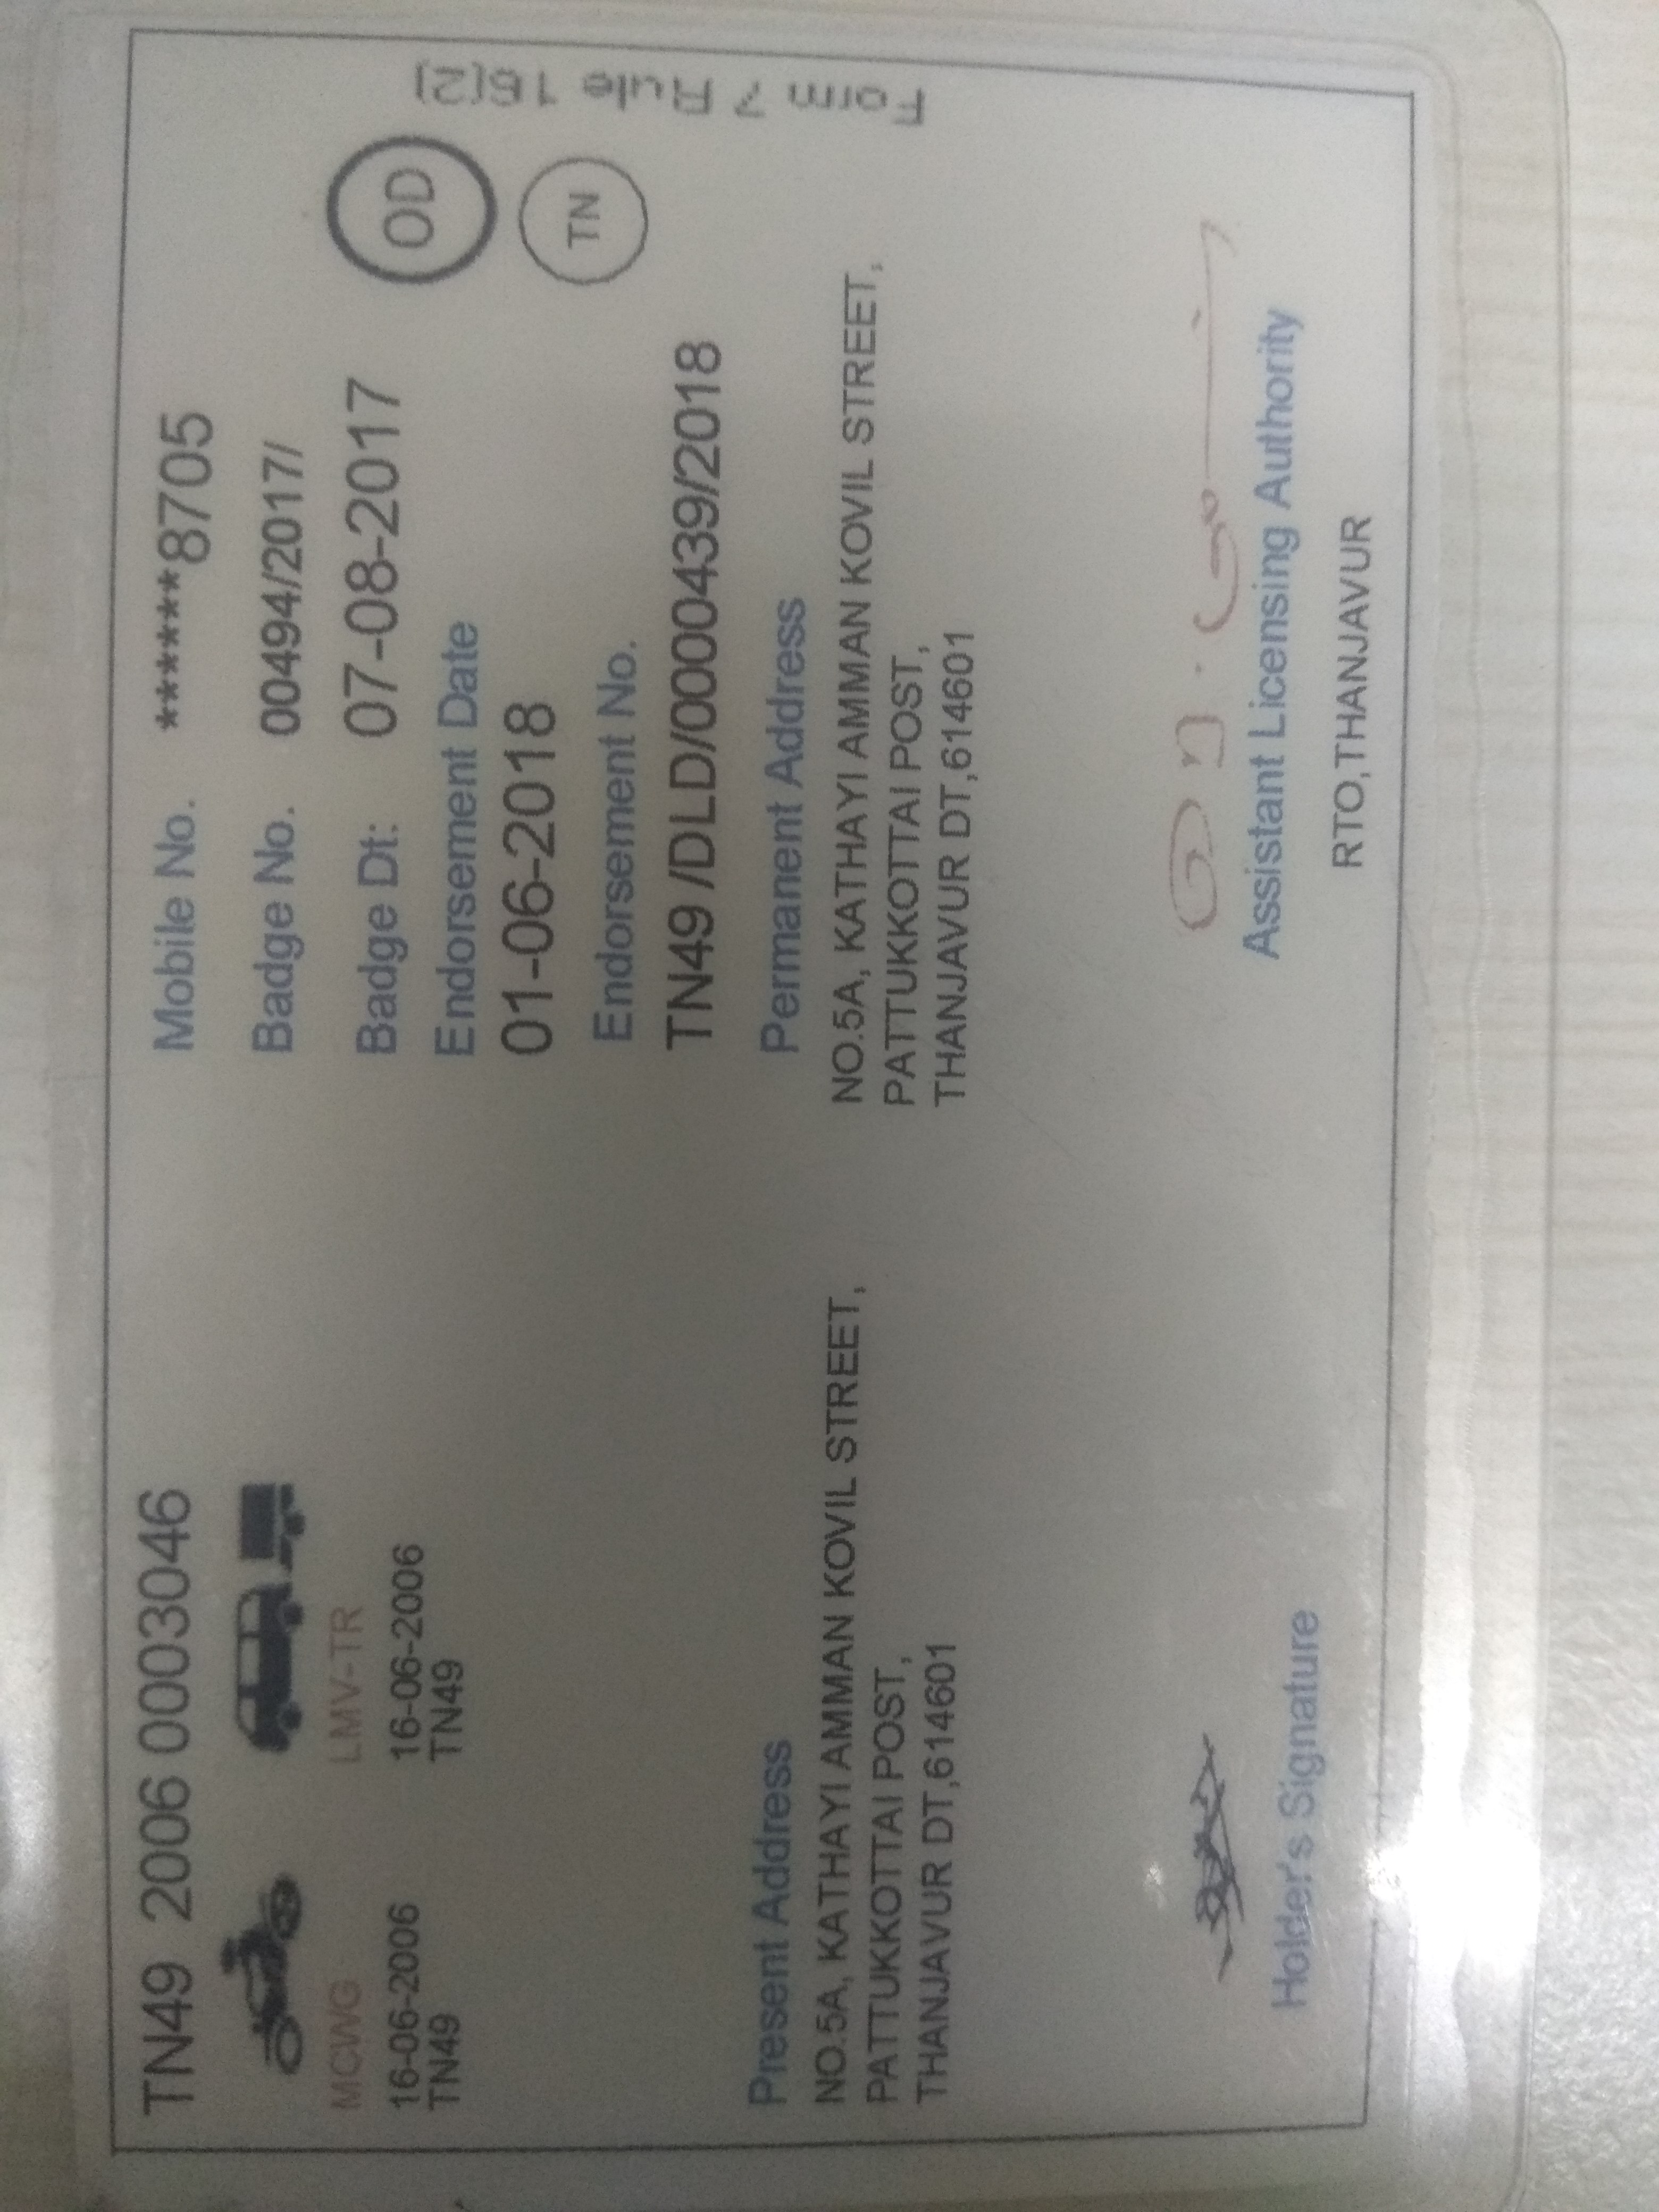 TN49 2006 0003046
MCWG
16-06-2006
TN49
LMV-TR
16-06-2006
TN49
Mobile No. ******8705
Badge No. 00494/2017/
Badge Dt: 07-08-2017
Endorsement Date
01-06-2018
Endorsement No.
TN49 /DLD/0000439/2018
OD
TN
Form 7 Rule 16(2)
Present Address
NO.5A, KATHAYI AMMAN KOVIL STREET,
PATTUKKOTTAI POST,
THANJAVUR DT,614601
Permanent Address
NO.5A, KATHAYI AMMAN KOVIL STREET,
PATTUKKOTTAI POST,
THANJAVUR DT,614601
Holder's Signature
Assistant Licensing Authority
RTO,THANJAVUR